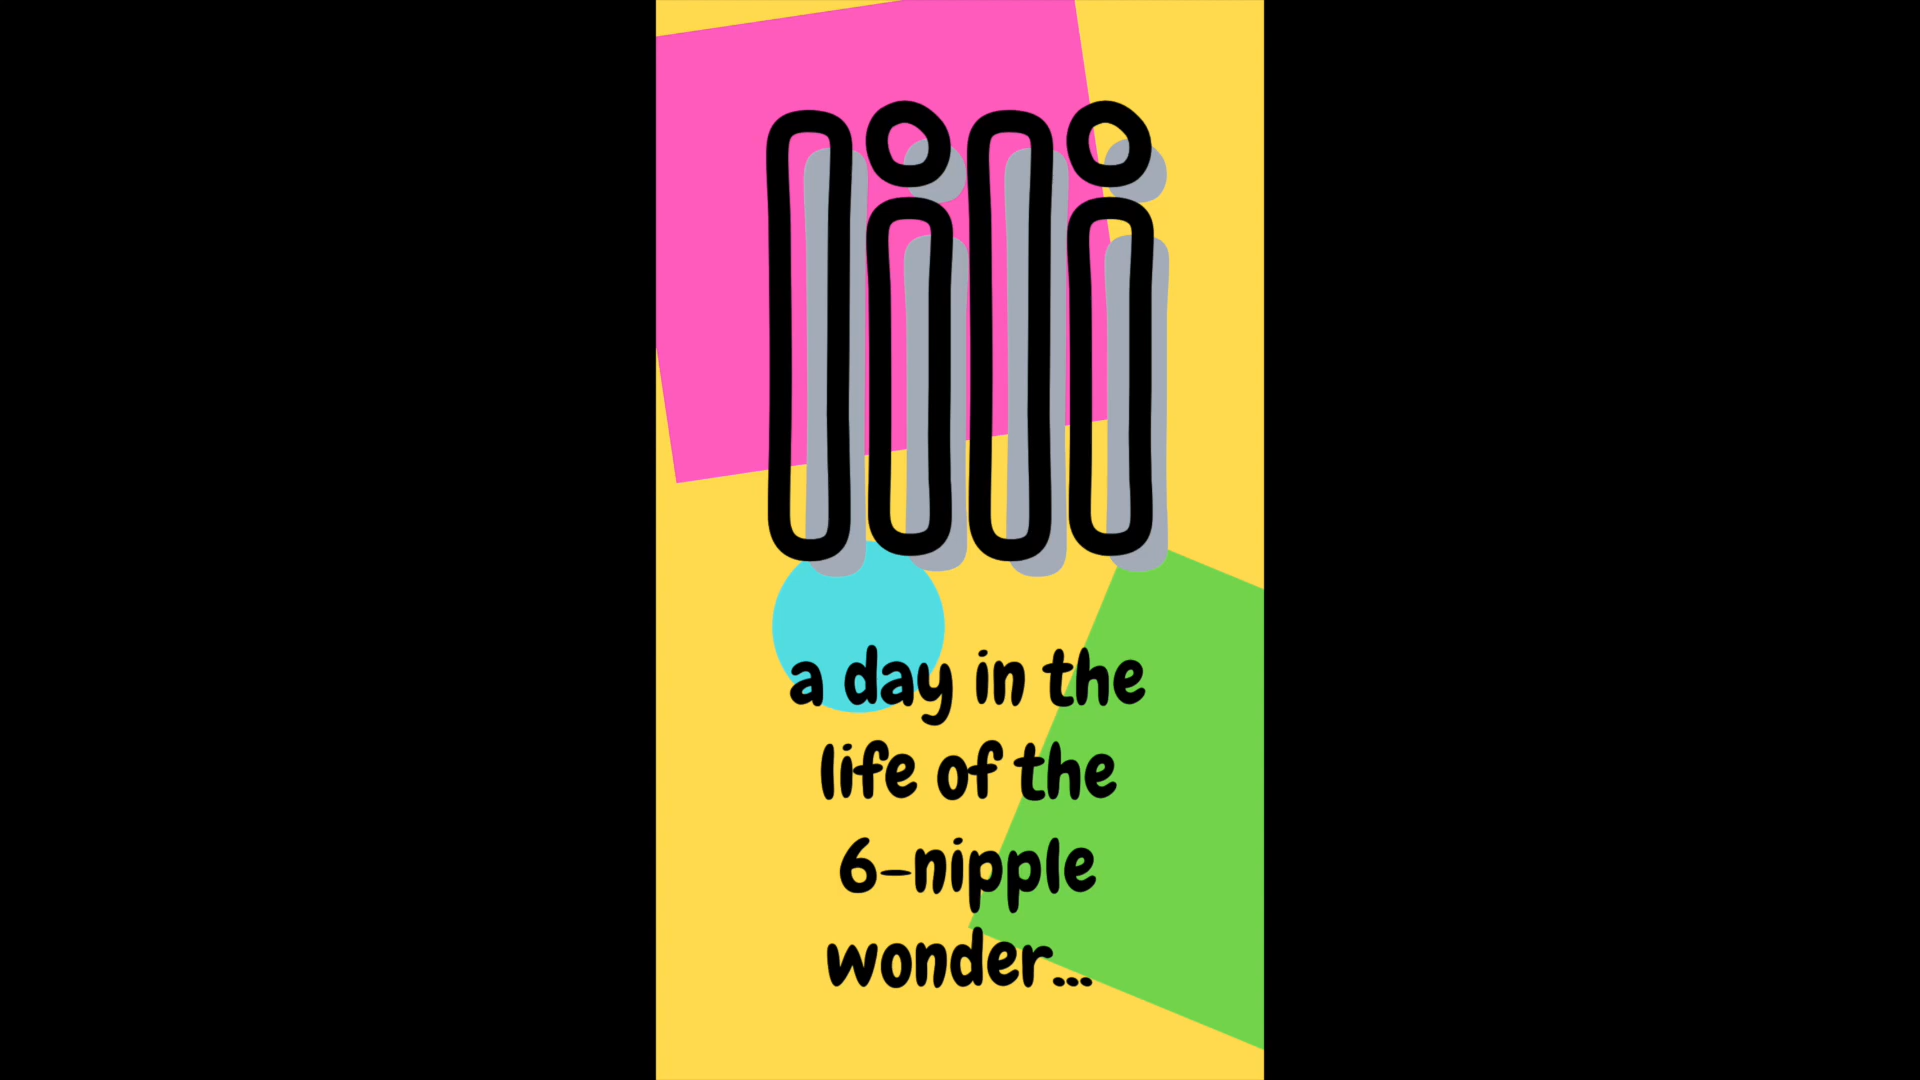 lili
a day in the
life of the
6-nipple
wonder...